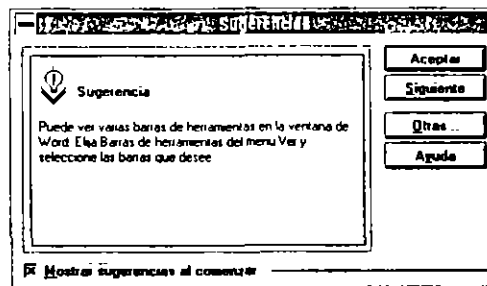 Sugerencias
Aceptar
Sugerencia
Siguiente
Puede ver varias barras de herramientas en la ventana de
Word. Elija Barras de herramientas del menú Ver y
seleccione las barras que desee
Otras...
Ayuda
Mostrar sugerencias al comenzar